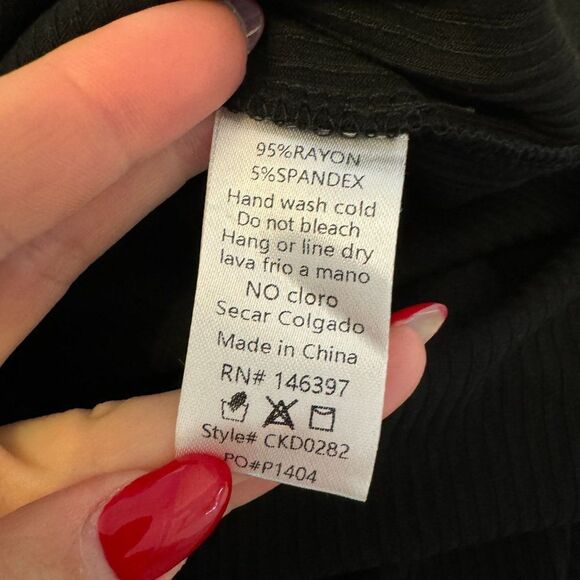 95%RAYON
5%SPANDEX
Hand wash cold
Do not bleach
Hang or line dry
lava frio a mano
NO cloro
Secar Colgado
Made in China
RN# 146397
Style# CKD0282
PO#P1404